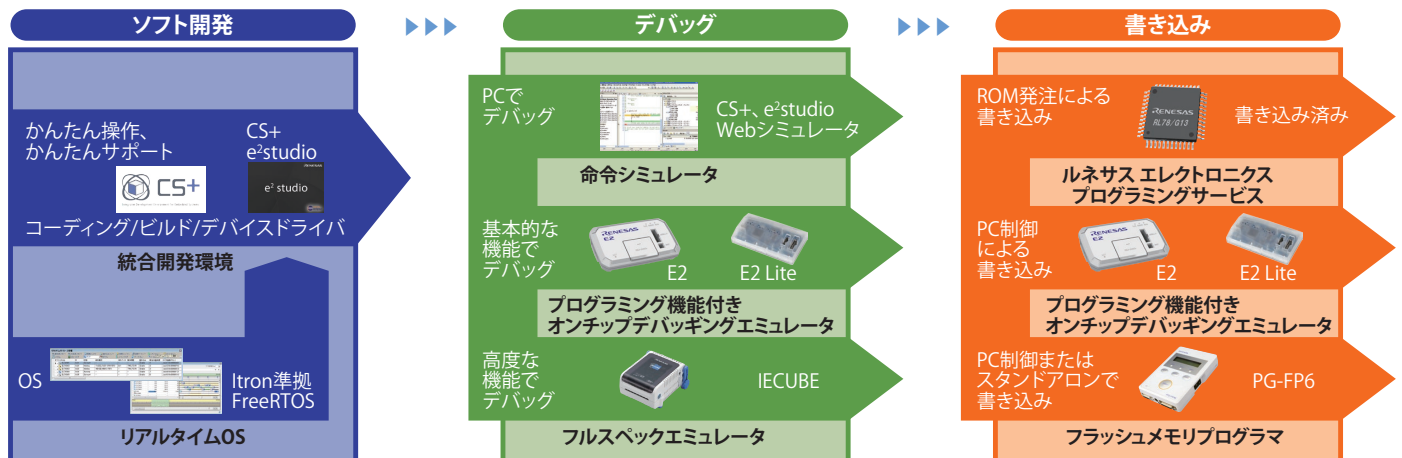 ソフト開発
かんたん操作、
かんたんサポート
CS+
e²studio
CS+
e² studio
コーディング/ビルド/デバイスドライバ
統合開発環境
OS
Itron準拠
FreeRTOS
リアルタイムOS
デバッグ
PCで
デバッグ
CS+、e²studio
Webシミュレータ
命令シミュレータ
基本的な
機能で
デバッグ
RENESAS
E2
E2
E2 Lite
プログラミング機能付き
オンチップデバッギングエミュレータ
高度な
機能で
デバッグ
IECUBE
フルスペックエミュレータ
書き込み
ROM発注による
書き込み
RENESAS
RL78/G13
書き込み済み
ルネサス エレクトロニクス
プログラミングサービス
PC制御
による
書き込み
RENESAS
E2
E2
E2 Lite
プログラミング機能付き
オンチップデバッギングエミュレータ
PC制御または
スタンドアロンで
書き込み
PG-FP6
フラッシュメモリプログラマ